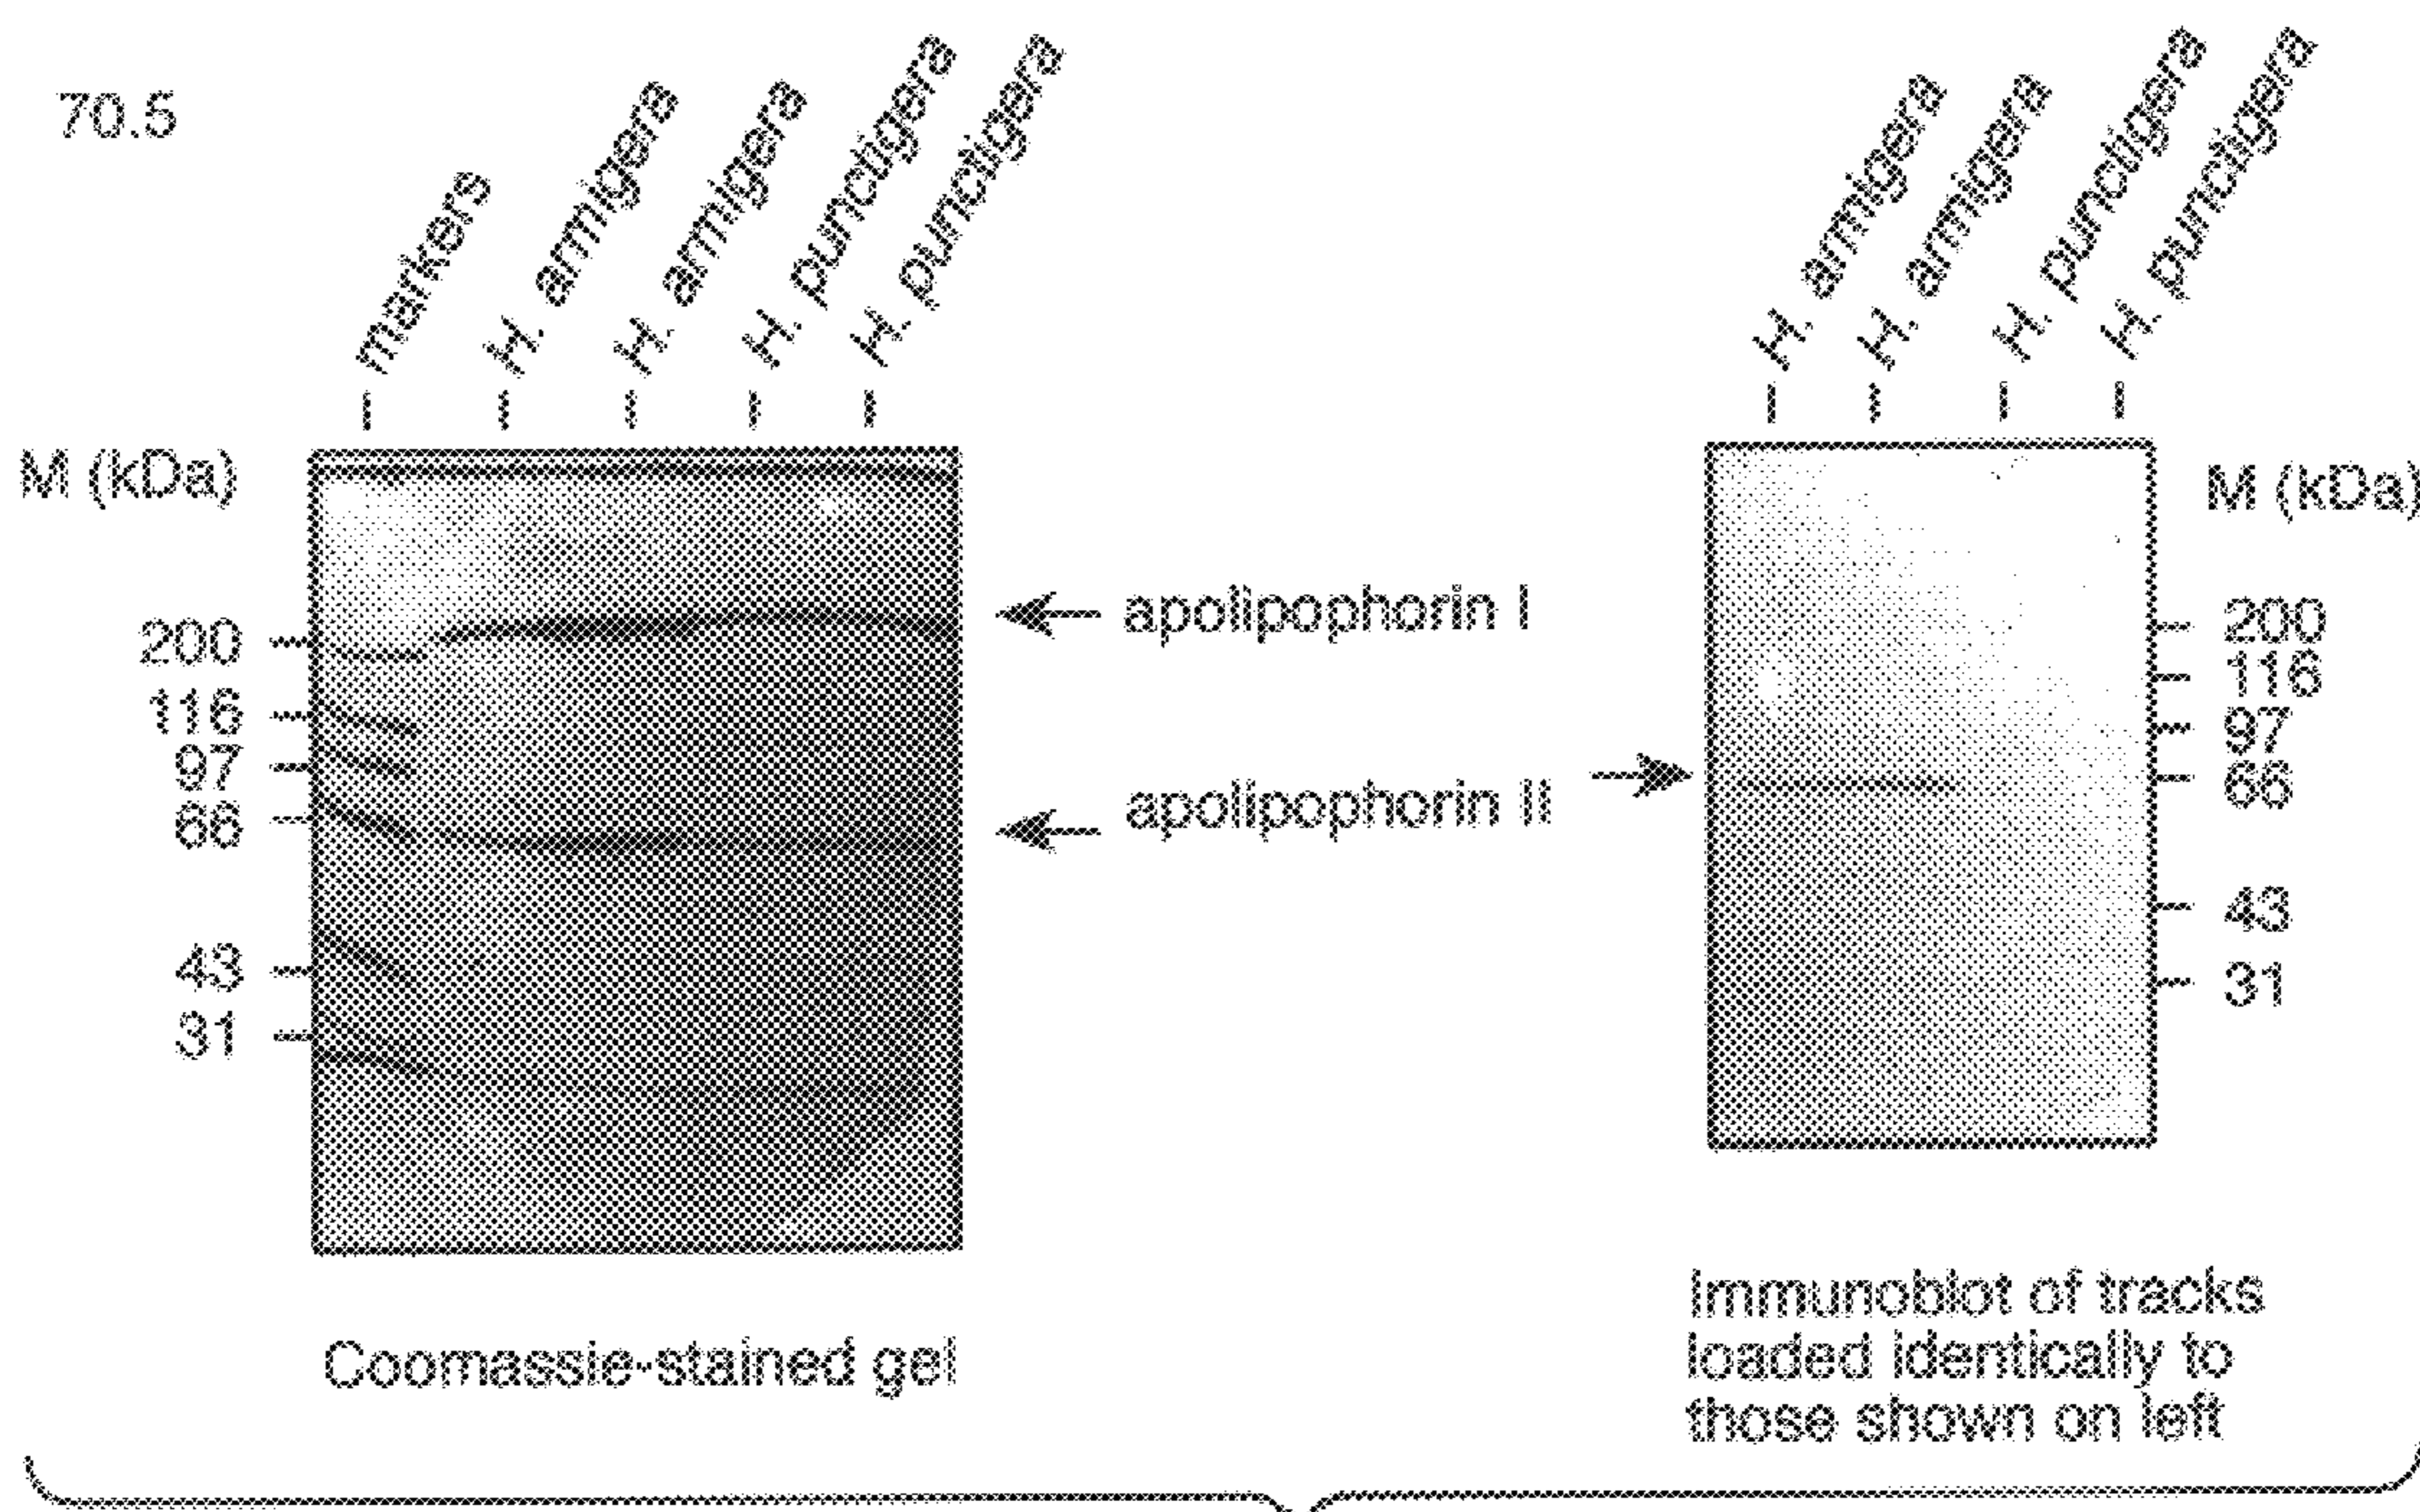 70.5
markers
H. armigera
H. armigera
H. punctigera
H. punctigera
M (kDa)
200
116
97
66
43
31
apolipophorin I
apolipophorin II
Coomassie-stained gel
H. armigera
H. armigera
H. punctigera
H. punctigera
M (kDa)
200
116
97
66
43
31
Immunoblot of tracks
loaded identically to
those shown on left